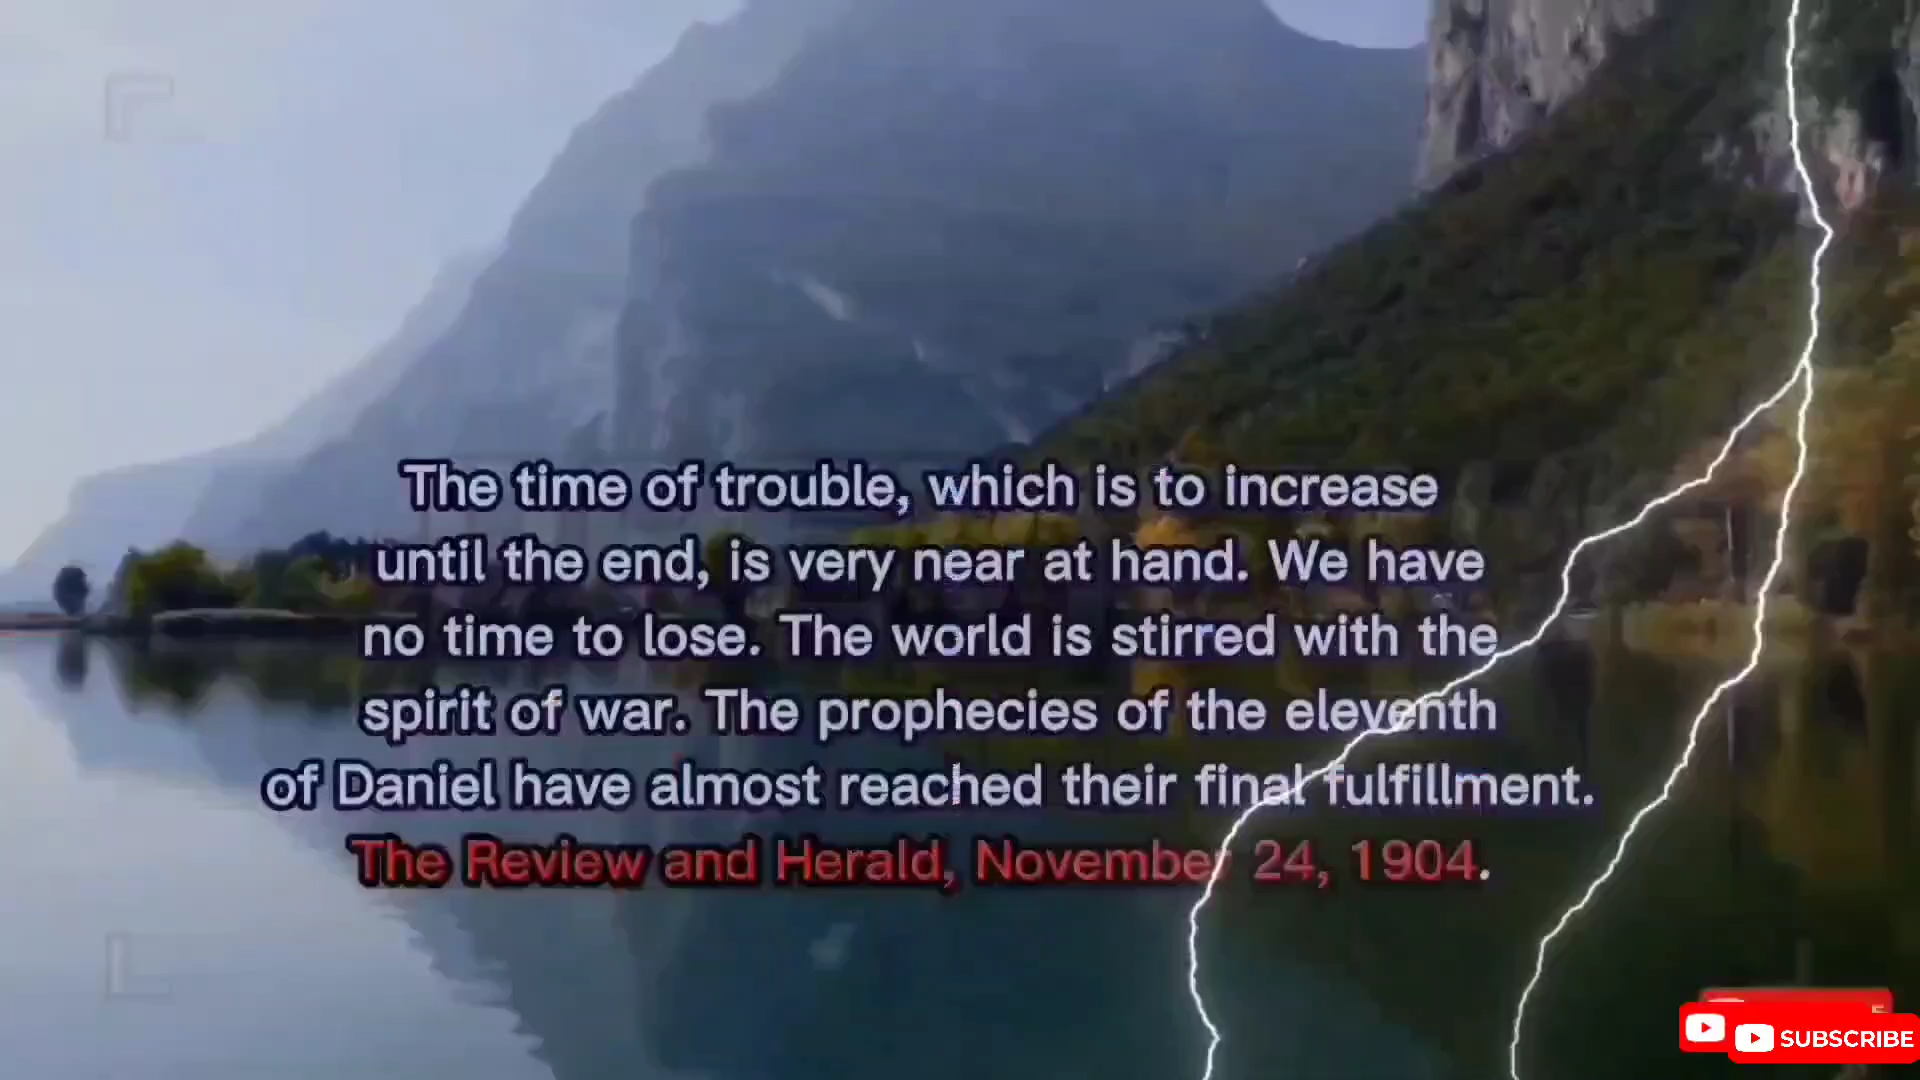 The time of trouble, which is to increase
until the end, is very near at hand. We have
no time to lose. The world is stirred with the
spirit of war. The prophecies of the eleventh
of Daniel have almost reached their final fulfillment.
The Review and Herald, November 24, 1904.
SUBSCRIBE